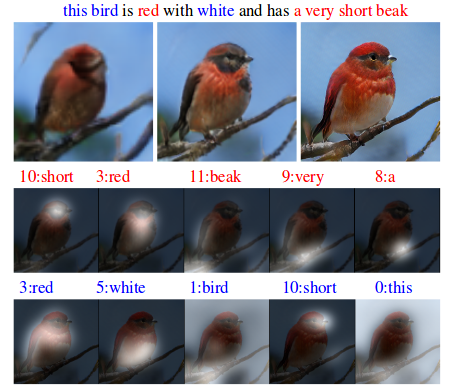 this bird is red with white and has a very short beak
10:short 3:red 11:beak 9:very 8:a
3:red 5:white 1:bird 10:short 0:this